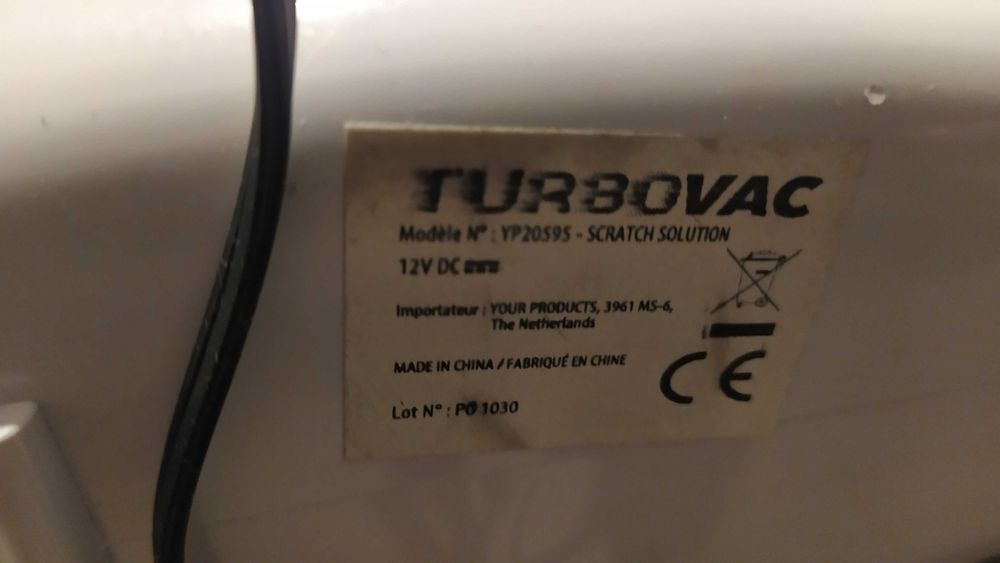 TURBOVAC
Modèle N° : YP20595 - SCRATCH SOLUTION
12V DC
Importateur : YOUR PRODUCTS, 3961 MS-6,
The Netherlands
MADE IN CHINA / FABRIQUÉ EN CHINE
CE
Lot N° : PO 1030